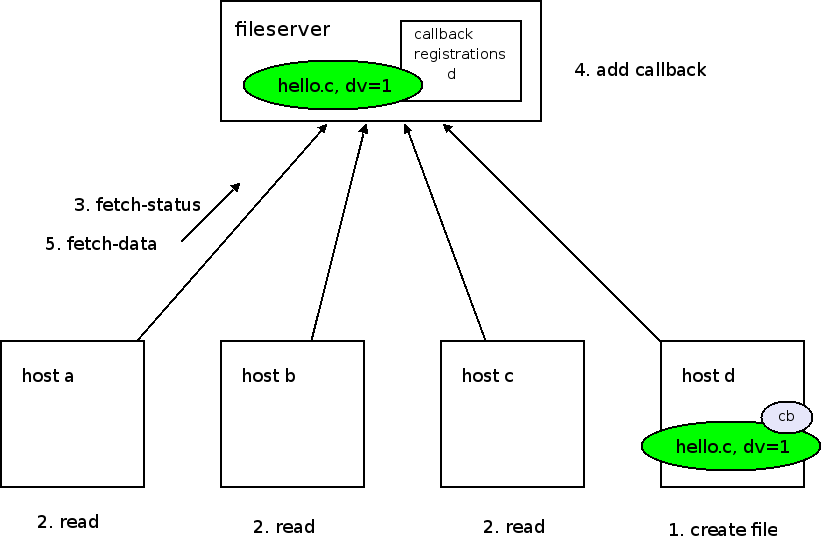 fileserver
callback
registrations
d
hello.c, dv=1
4. add callback
3. fetch-status
5. fetch-data
host a
host b
host c
host d
cb
hello.c, dv=1
2. read
2. read
2. read
1. create file